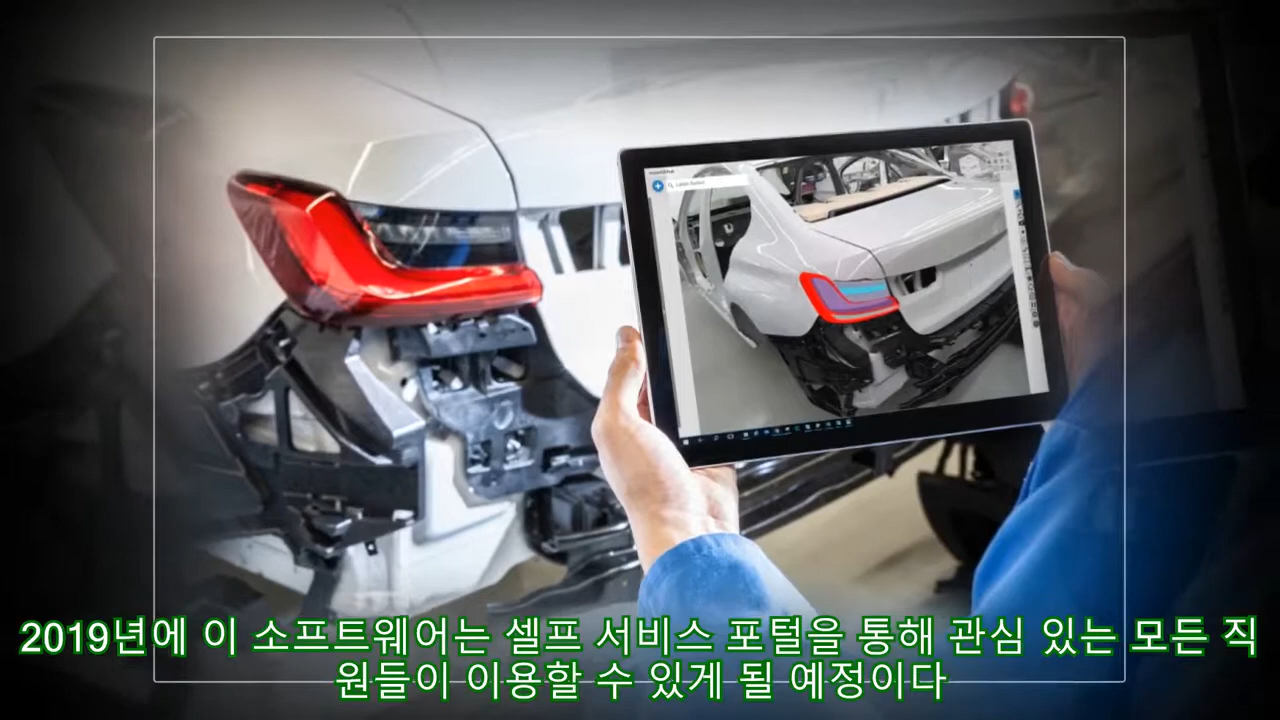 2019년에 이 소프트웨어는 셀프 서비스 포털을 통해 관심 있는 모든 직
원들이 이용할 수 있게 될 예정이다